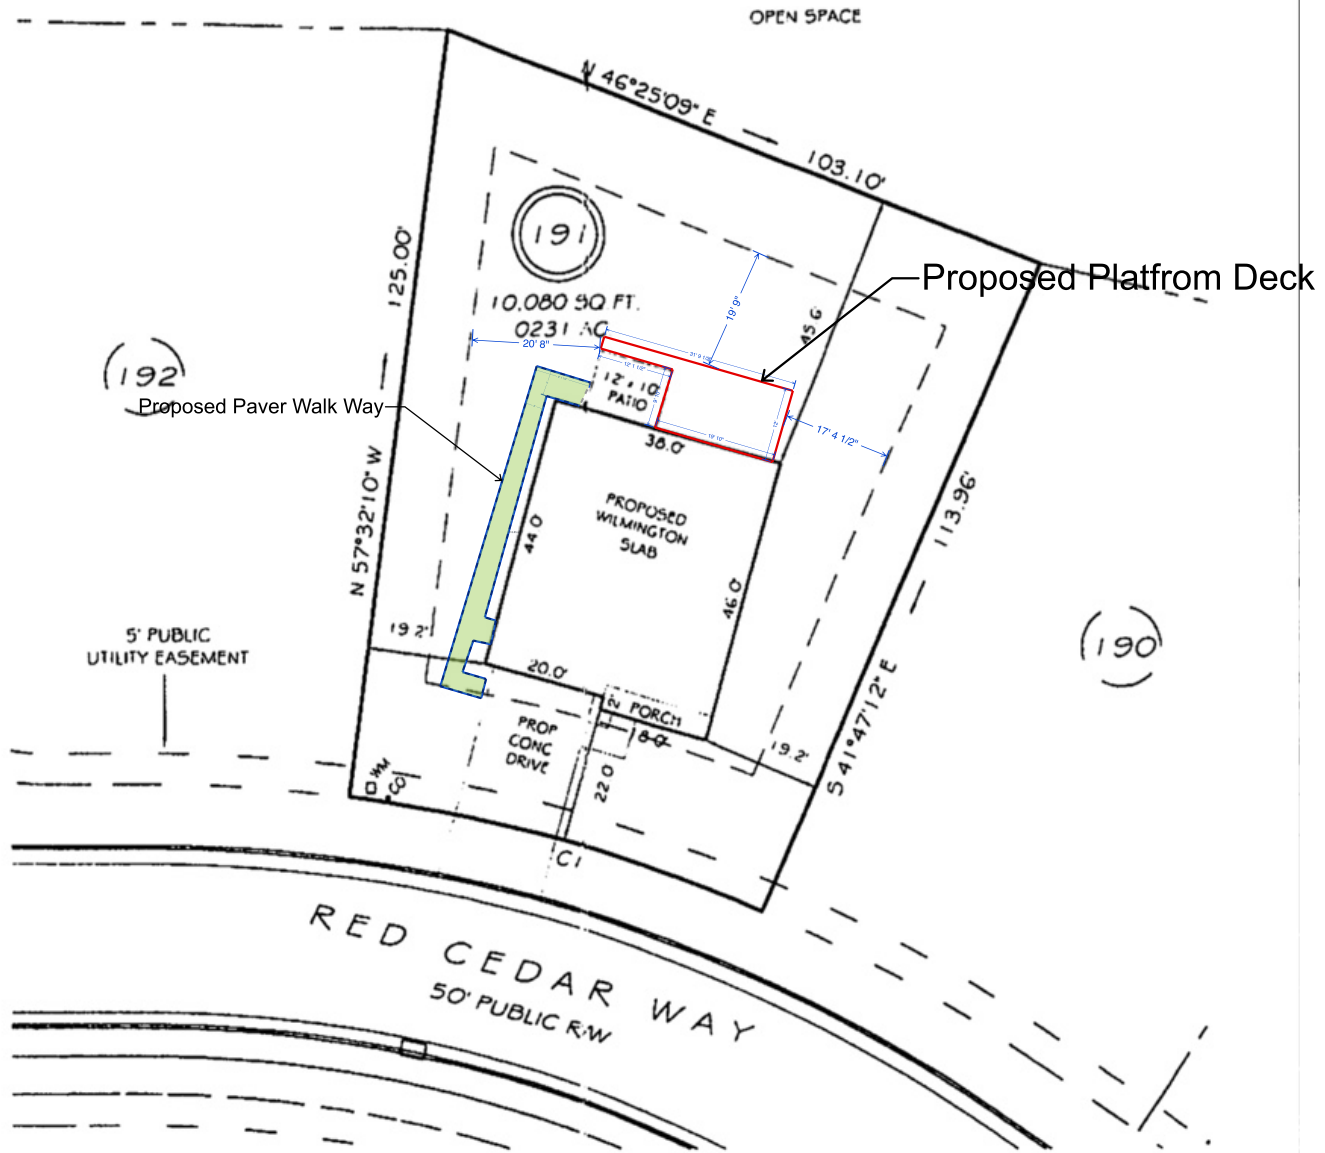 OPEN SPACE
N 46°25'09" E
103.10'
191
10,080 SQ FT.
0231 AC
125.00'
N 57°32'10" W
192
Proposed Paver Walk Way
Proposed Platfrom Deck
19' 9"
45.6'
20' 8"
12' x 10'
PATIO
17' 4 1/2"
38.0'
PROPOSED
WILMINGTON
SLAB
44.0
46.0'
113.96'
S 41°47'12" E
190
5' PUBLIC
UTILITY EASEMENT
19.2'
20.0'
PORCH
8.0'
19.2'
PROP
CONC
DRIVE
22.0
WM
CO
C1
RED CEDAR WAY
50' PUBLIC R/W